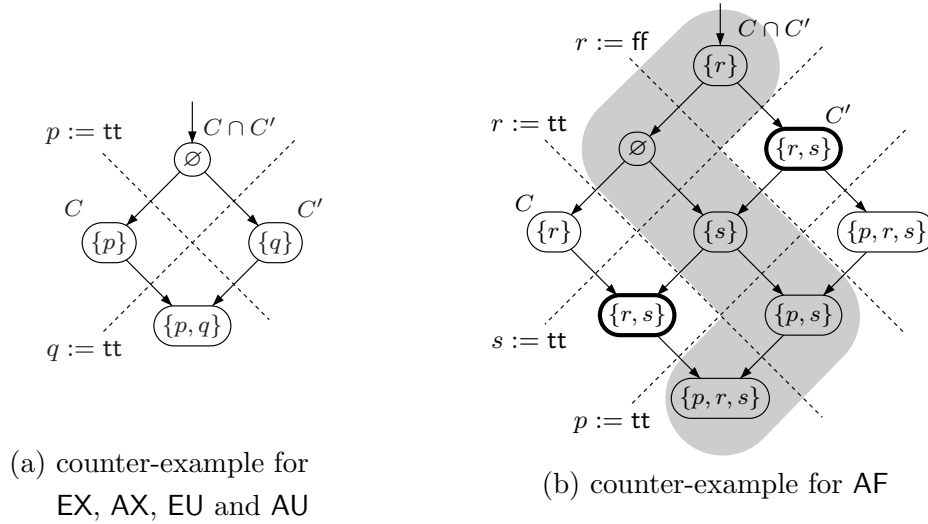 p := tt
C ∩ C′
∅
C
{p}
{q}
C′
{p, q}
q := tt
(a) counter-example for
EX, AX, EU and AU
r := ff
C ∩ C′
{r}
r := tt
∅
C′
{r, s}
C
{r}
{s}
{p, r, s}
s := tt
{r, s}
{p, s}
p := tt
{p, r, s}
(b) counter-example for AF